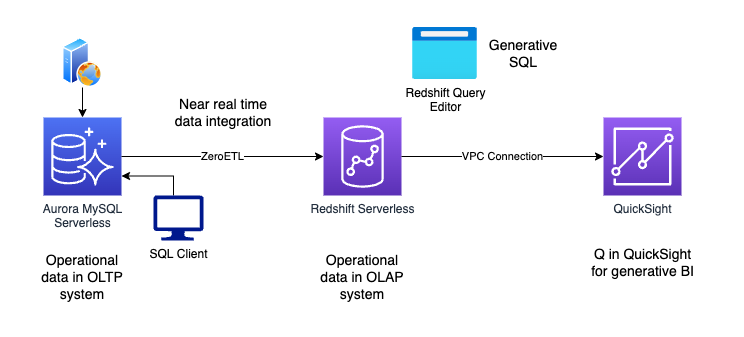 Generative
SQL
Redshift Query
Editor
Near real time
data integration
ZeroETL
VPC Connection
Aurora MySQL
Serverless
Redshift Serverless
QuickSight
SQL Client
Operational
data in OLTP
system
Operational
data in OLAP
system
Q in QuickSight
for generative BI